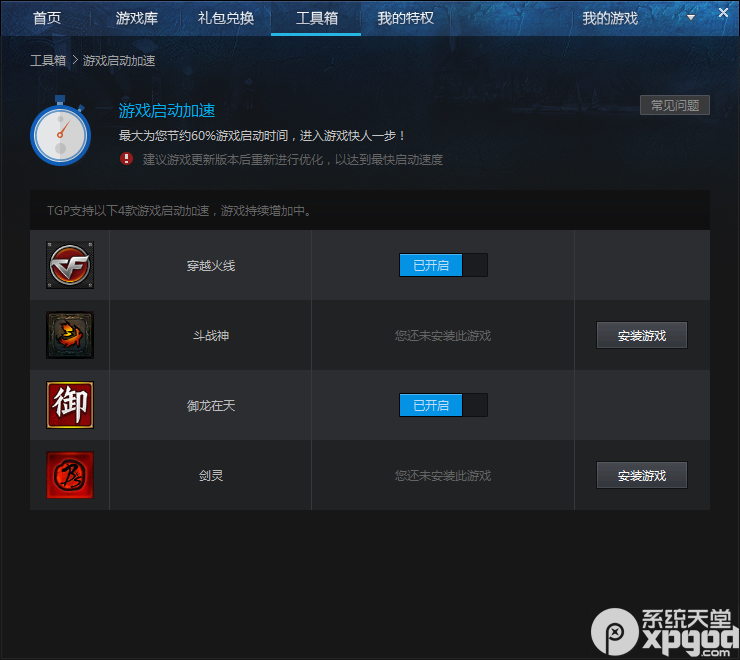 首页 游戏库 礼包兑换 工具箱 我的特权 我的游戏
工具箱 > 游戏启动加速
游戏启动加速
常见问题
最大为您节约60%游戏启动时间，进入游戏快人一步！
建议游戏更新版本后重新进行优化，以达到最快启动速度
TGP支持以下4款游戏启动加速，游戏持续增加中。
CF 穿越火线 已开启
斗战神 您还未安装此游戏 安装游戏
御 御龙在天 已开启
剑灵 您还未安装此游戏 安装游戏
系统天堂
xpgod
.com